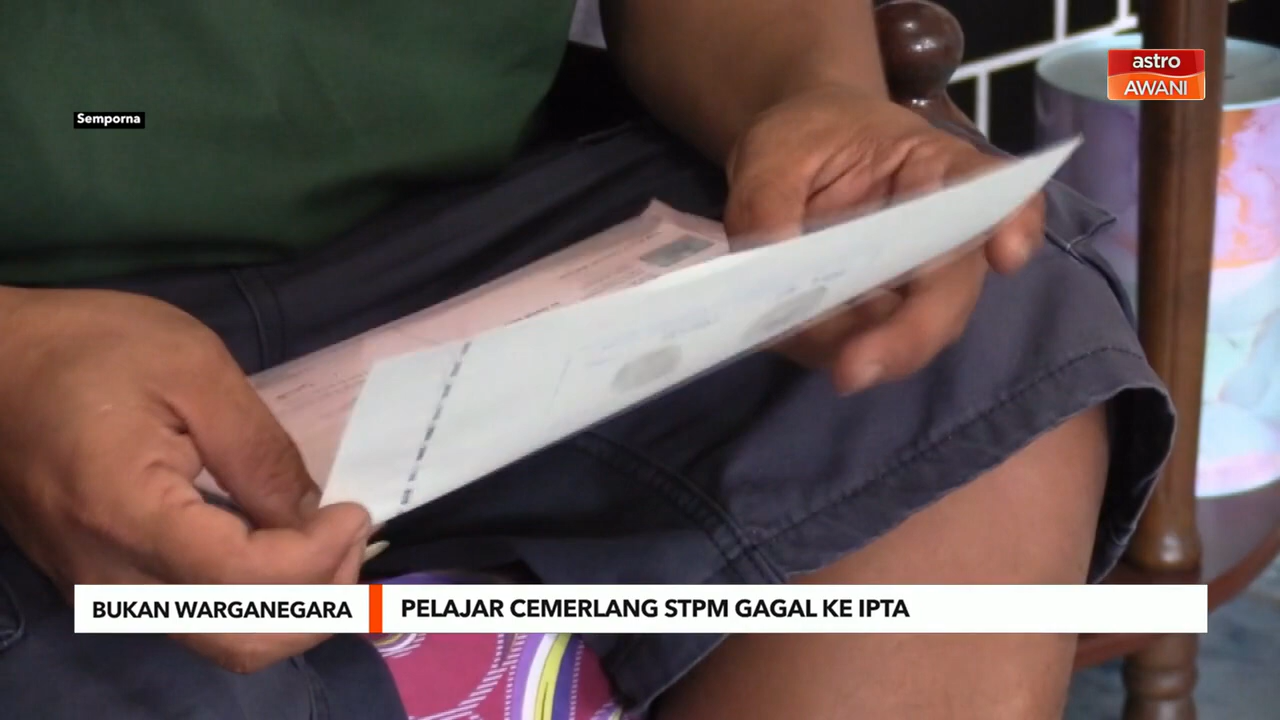 astro
AWANI
Semporna
BUKAN WARGANEGARA
PELAJAR CEMERLANG STPM GAGAL KE IPTA